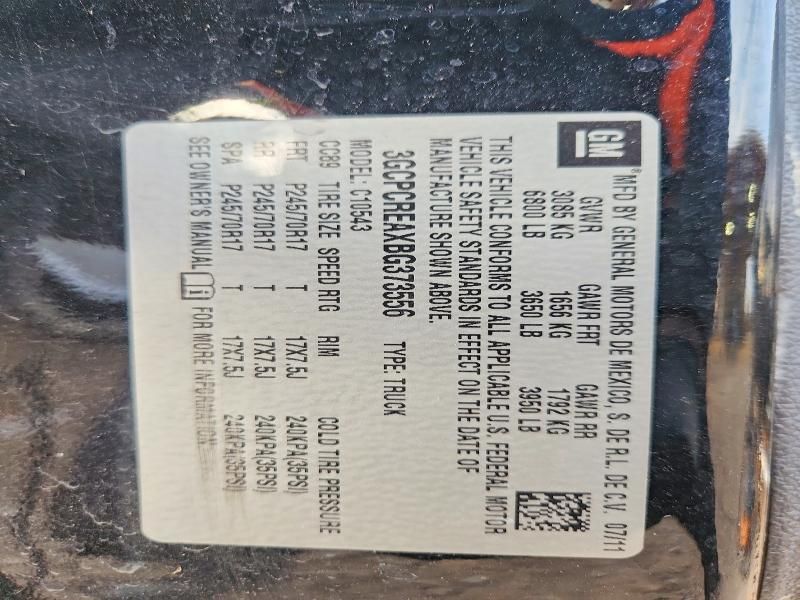 GM
®MFD BY GENERAL MOTORS DE MEXICO, S. DE R.L. DE C.V. 07/11
GVWR GAWR FRT GAWR RR
3085 KG 1656 KG 1792 KG
6800 LB 3650 LB 3950 LB
THIS VEHICLE CONFORMS TO ALL APPLICABLE U.S. FEDERAL MOTOR
VEHICLE SAFETY STANDARDS IN EFFECT ON THE DATE OF
MANUFACTURE SHOWN ABOVE.
3GCPCREAXBG373556 TYPE: TRUCK
MODEL: C10543
CC89 TIRE SIZE SPEED RTG RIM COLD TIRE PRESSURE
FRT P245/70R17 T 17X7.5J 240KPA(35PSI)
RR P245/70R17 T 17X7.5J 240KPA(35PSI)
SPA P245/70R17 T 17X7.5J 240KPA(35PSI)
SEE OWNER'S MANUAL i FOR MORE INFORMATION